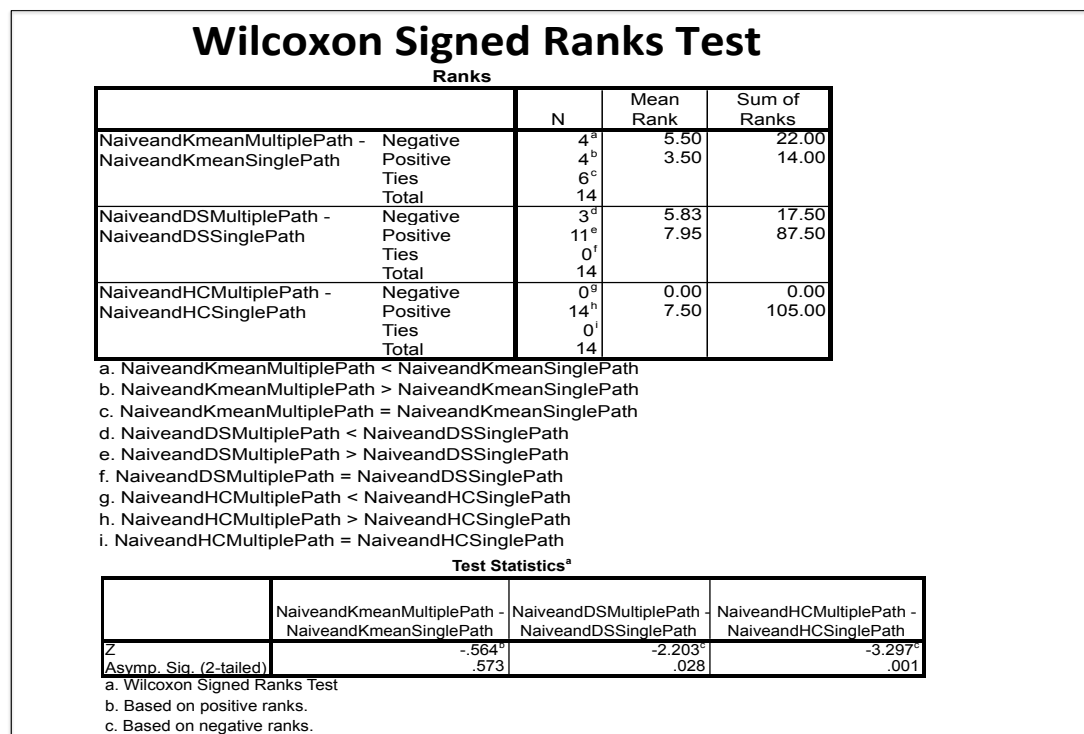 Wilcoxon Signed Ranks Test
Ranks
N Mean Rank Sum of Ranks
NaiveandKmeanMultiplePath - NaiveandKmeanSinglePath Negative 4a 5.50 22.00
Positive 4b 3.50 14.00
Ties 6c
Total 14
NaiveandDSMultiplePath - NaiveandDSSinglePath Negative 3d 5.83 17.50
Positive 11e 7.95 87.50
Ties 0f
Total 14
NaiveandHCMultiplePath - NaiveandHCSinglePath Negative 0g 0.00 0.00
Positive 14h 7.50 105.00
Ties 0i
Total 14
a. NaiveandKmeanMultiplePath < NaiveandKmeanSinglePath
b. NaiveandKmeanMultiplePath > NaiveandKmeanSinglePath
c. NaiveandKmeanMultiplePath = NaiveandKmeanSinglePath
d. NaiveandDSMultiplePath < NaiveandDSSinglePath
e. NaiveandDSMultiplePath > NaiveandDSSinglePath
f. NaiveandDSMultiplePath = NaiveandDSSinglePath
g. NaiveandHCMultiplePath < NaiveandHCSinglePath
h. NaiveandHCMultiplePath > NaiveandHCSinglePath
i. NaiveandHCMultiplePath = NaiveandHCSinglePath
Test Statisticsa
NaiveandKmeanMultiplePath - NaiveandDSMultiplePath - NaiveandHCMultiplePath -
NaiveandKmeanSinglePath NaiveandDSSinglePath NaiveandHCSinglePath
Z -.564b -2.203c -3.297c
Asymp. Sig. (2-tailed) .573 .028 .001
a. Wilcoxon Signed Ranks Test
b. Based on positive ranks.
c. Based on negative ranks.